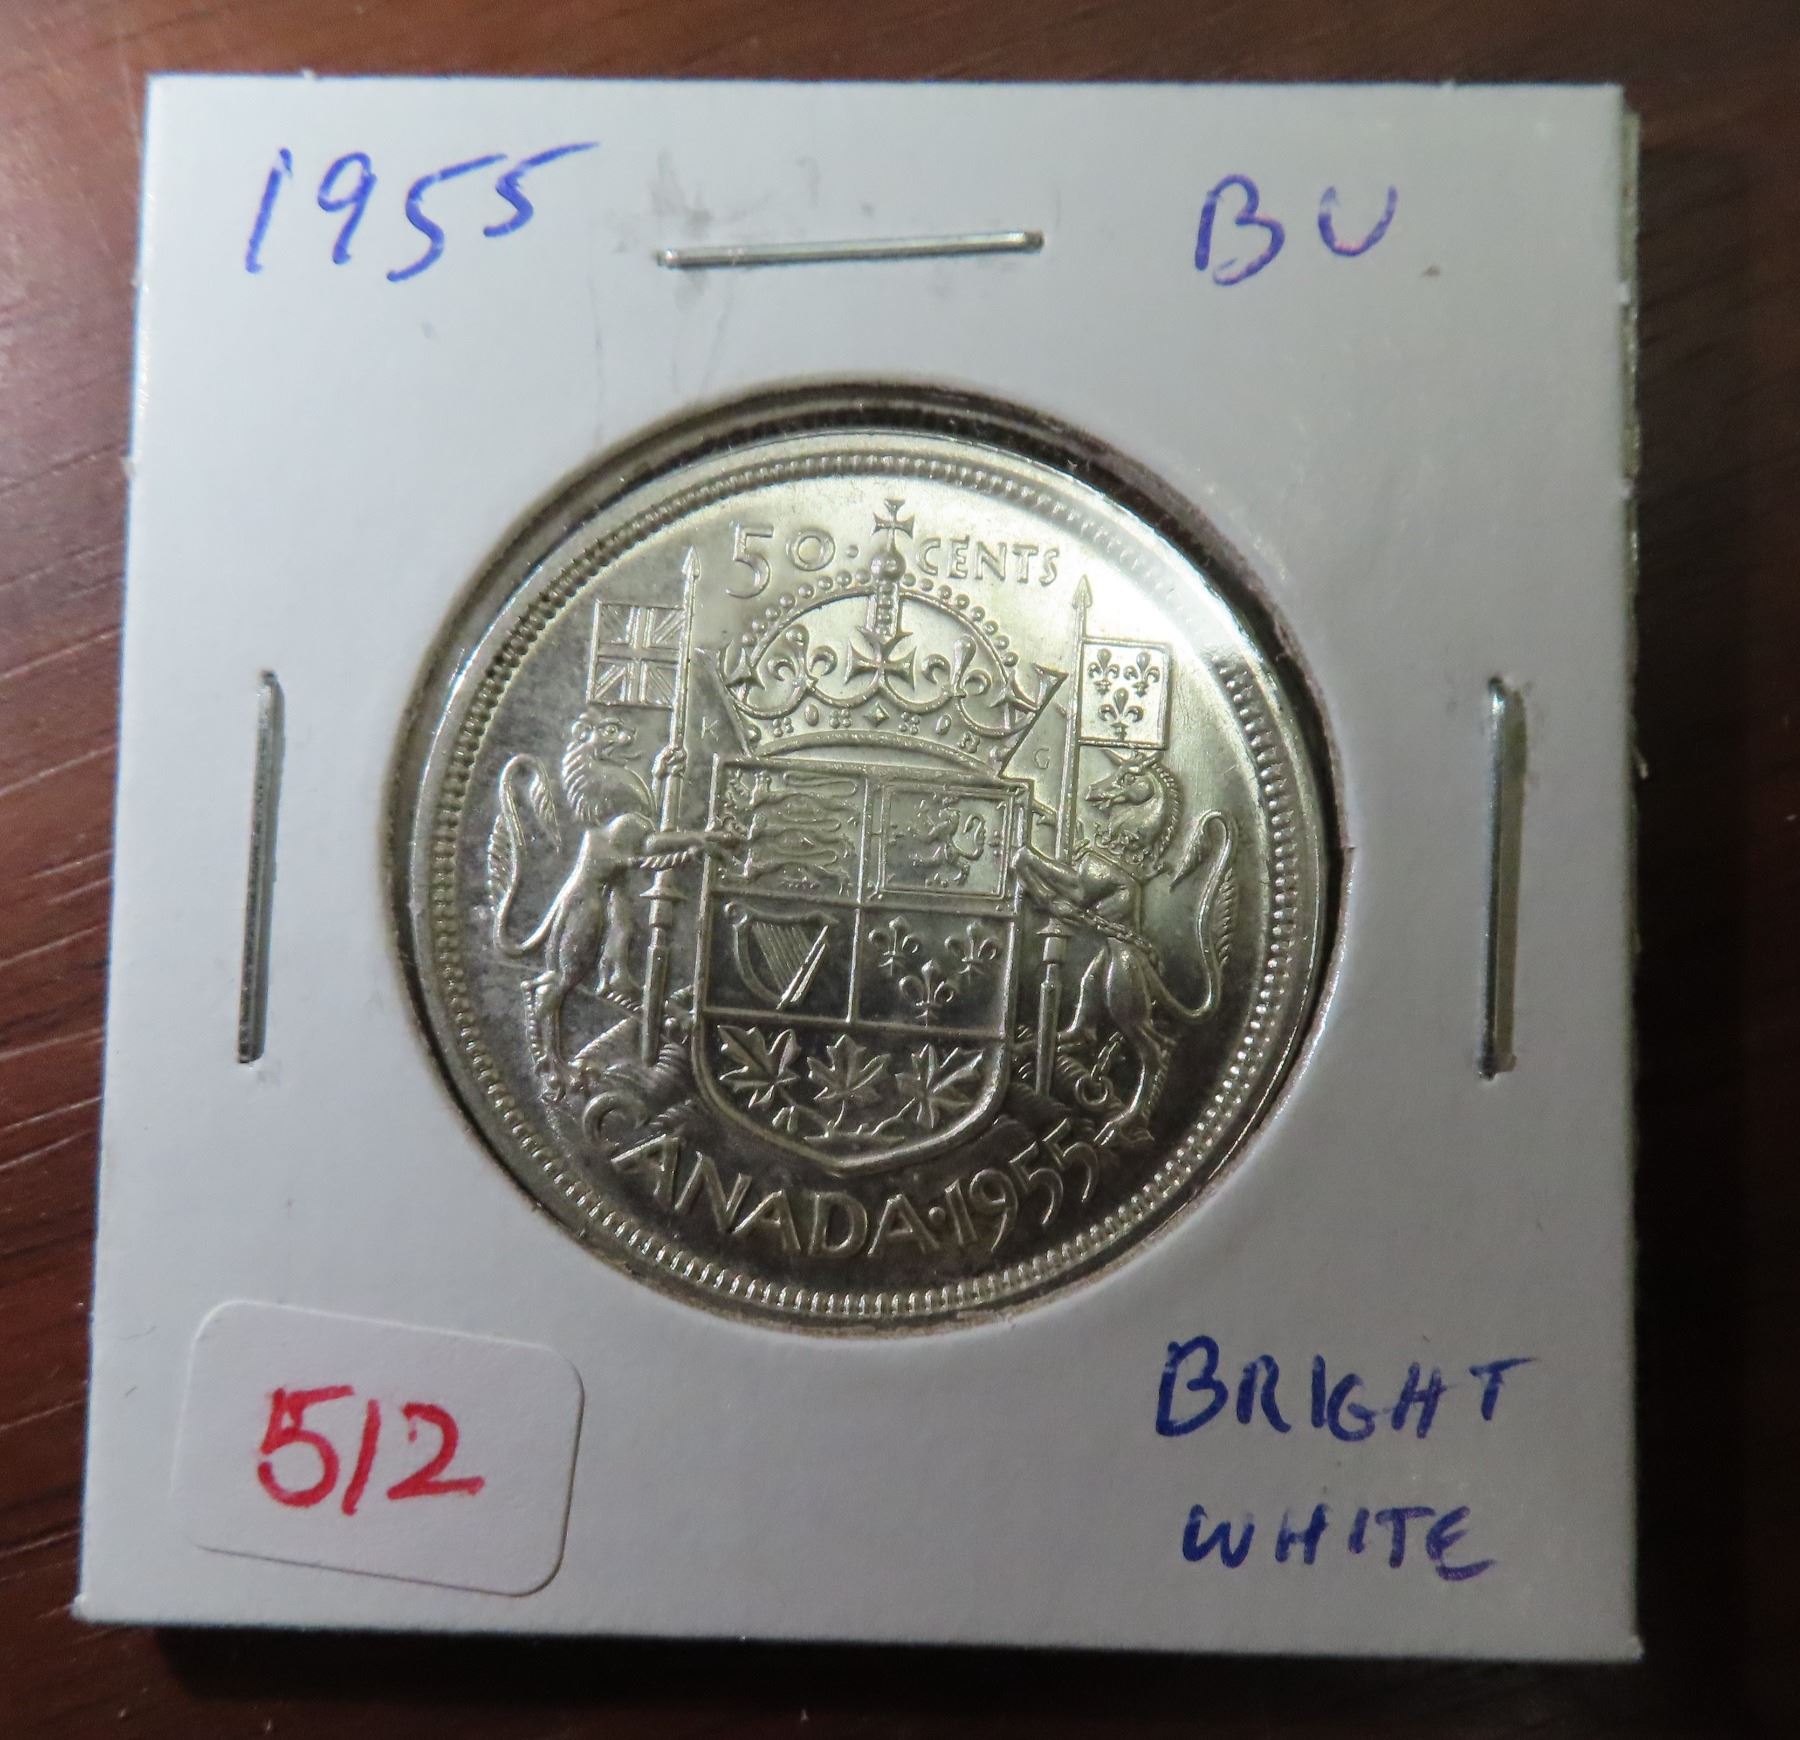 1955 BU
50·CENTS
K G
CANADA·1955
BRIGHT
WHITE
512